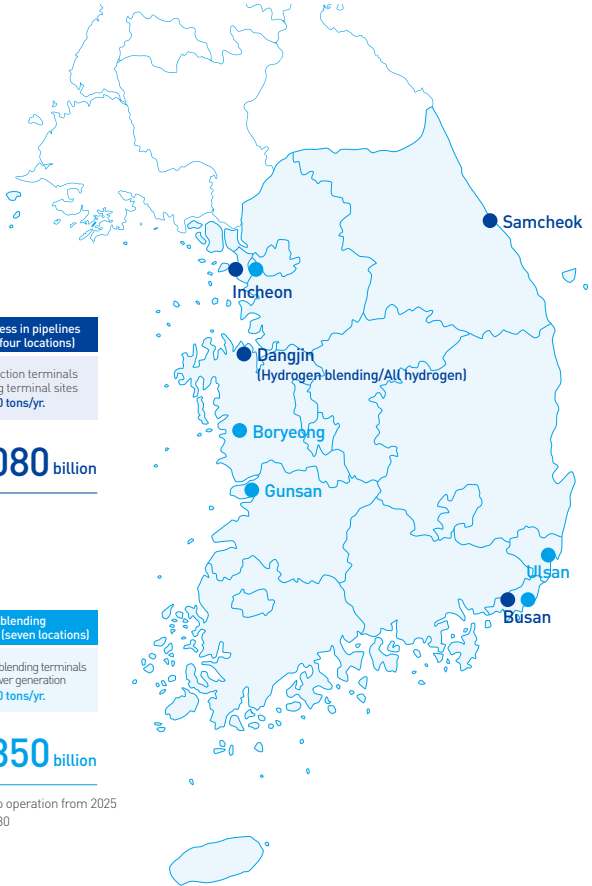 Samcheok
Incheon
Dangjin
(Hydrogen blending/All hydrogen)
Boryeong
Gunsan
Ulsan
Busan
ess in pipelines
four locations)
ction terminals
g terminal sites
0 tons/yr.
080 billion
blending
(seven locations)
blending terminals
wer generation
0 tons/yr.
350 billion
o operation from 2025
30